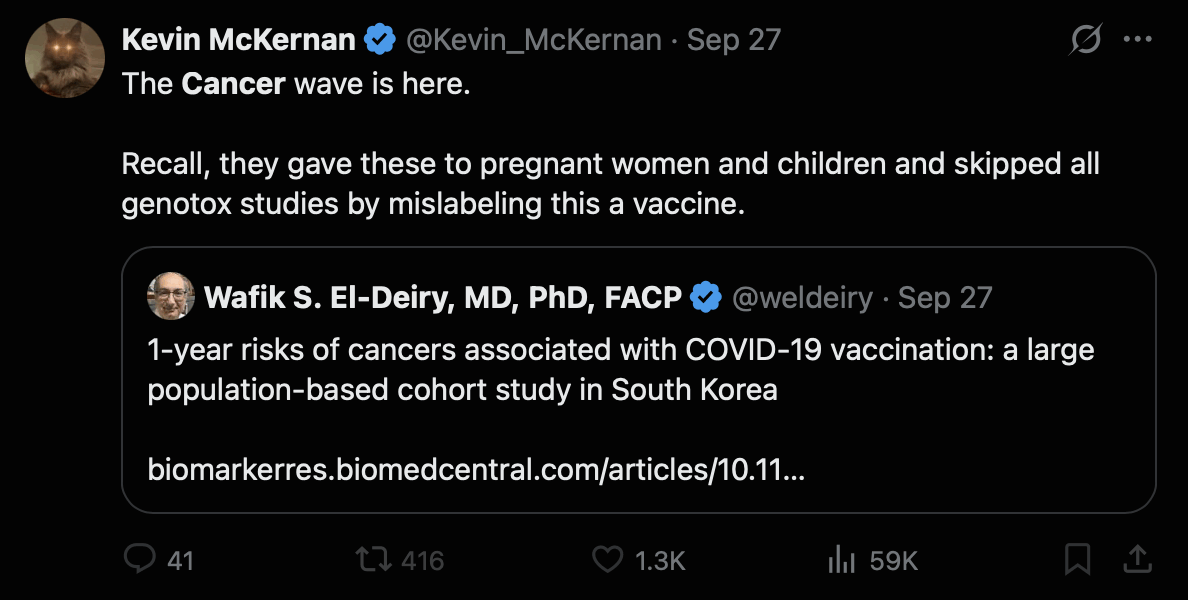 Kevin McKernan @Kevin_McKernan · Sep 27
The Cancer wave is here.
Recall, they gave these to pregnant women and children and skipped all
genotox studies by mislabeling this a vaccine.
Wafik S. El-Deiry, MD, PhD, FACP @weldeiry · Sep 27
1-year risks of cancers associated with COVID-19 vaccination: a large
population-based cohort study in South Korea
biomarkerres.biomedcentral.com/articles/10.11...
41 416 1.3K 59K